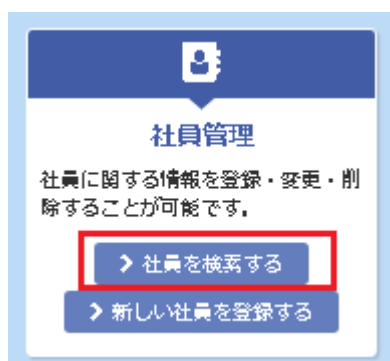 社員管理
社員に関する情報を登録・変更・削
除することが可能です。
社員を検索する
新しい社員を登録する